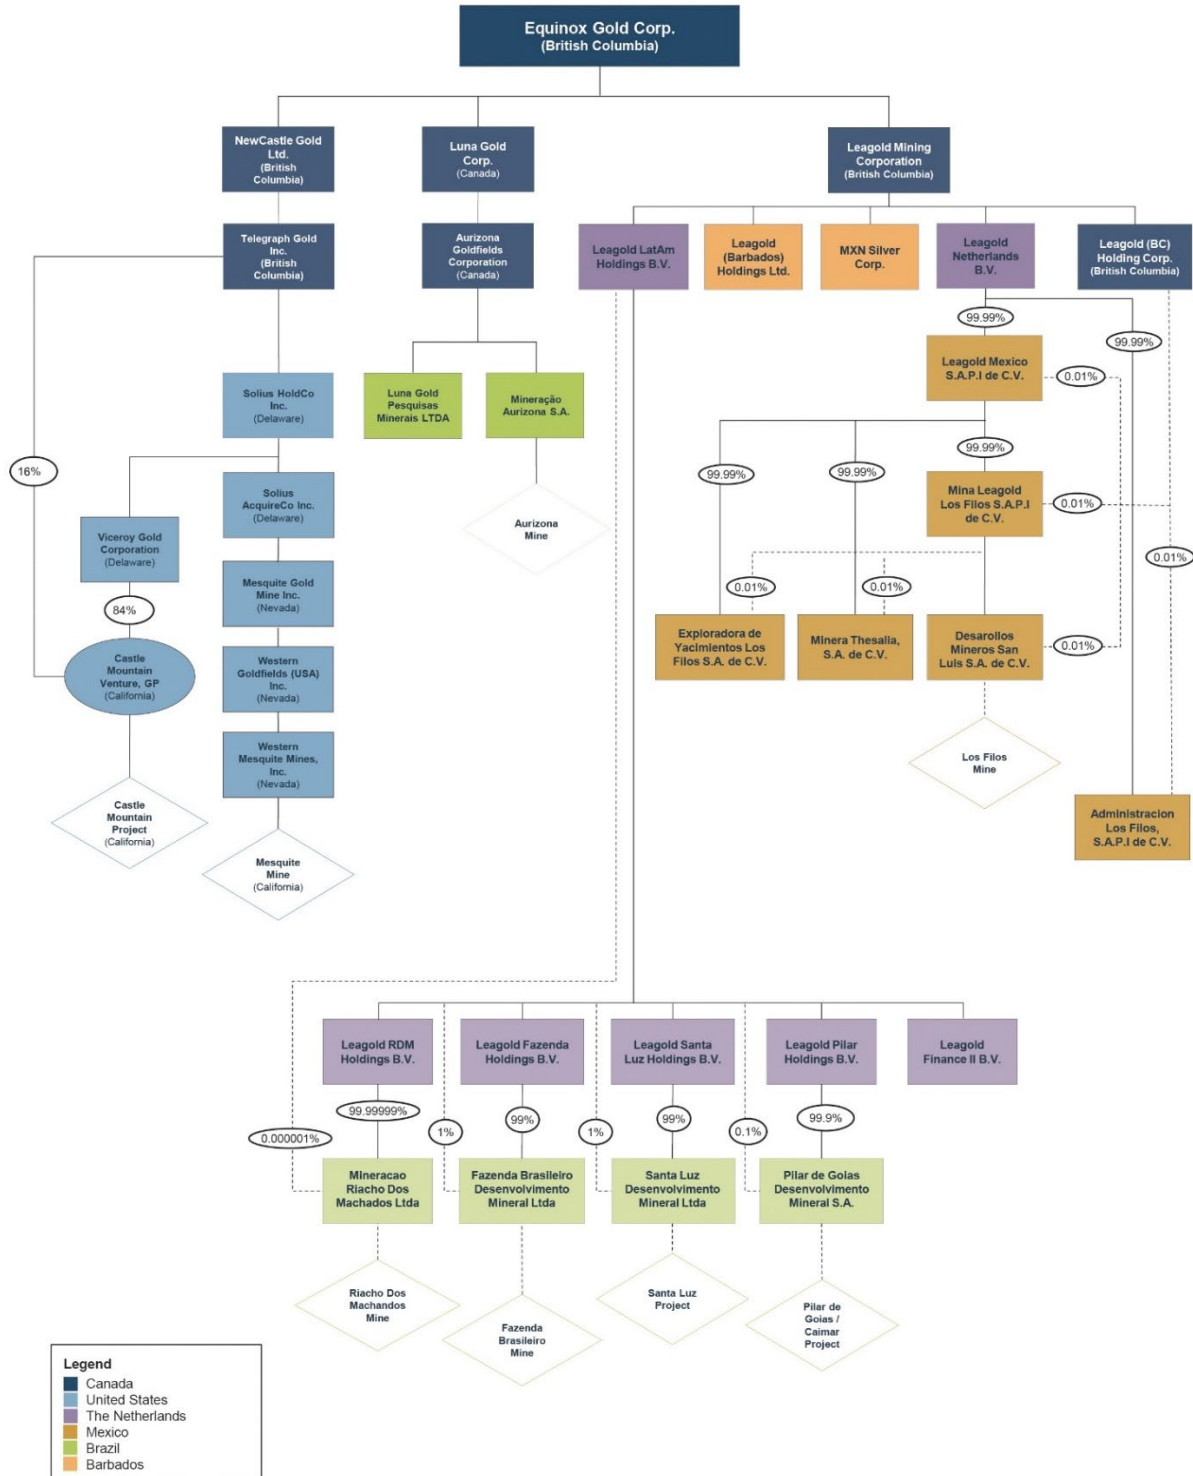 Equinox Gold Corp.
(British Columbia)
NewCastle Gold
Ltd.
(British
Columbia)
Luna Gold
Corp.
(Canada)
Leagold Mining
Corporation
(British Columbia)
Telegraph Gold
Inc.
(British
Columbia)
Aurizona
Goldfields
Corporation
(Canada)
Leagold LatAm
Holdings B.V.
Leagold
(Barbados)
Holdings Ltd.
MXN Silver
Corp.
Leagold
Netherlands
B.V.
Leagold (BC)
Holding Corp.
(British Columbia)
99.99%
99.99%
Leagold Mexico
S.A.P.I de C.V.
0.01%
Solius HoldCo
Inc.
(Delaware)
Luna Gold
Pesquisas
Minerais LTDA
Mineração
Aurizona S.A.
16%
99.99%
99.99%
99.99%
Viceroy Gold
Corporation
(Delaware)
Solius
AcquireCo Inc.
(Delaware)
Aurizona
Mine
Mina Leagold
Los Filos S.A.P.I
de C.V.
0.01%
0.01%
84%
Mesquite Gold
Mine Inc.
(Nevada)
0.01%
0.01%
Castle
Mountain
Venture, GP
(California)
Western
Goldfields (USA)
Inc.
(Nevada)
Exploradora de
Yacimientos Los
Filos S.A. de C.V.
Minera Thesalia,
S.A. de C.V.
Desarollos
Mineros San
Luis S.A. de C.V.
0.01%
Western
Mesquite Mines,
Inc.
(Nevada)
Los Filos
Mine
Castle
Mountain
Project
(California)
Administracion
Los Filos,
S.A.P.I de C.V.
Mesquite
Mine
(California)
Leagold RDM
Holdings B.V.
Leagold Fazenda
Holdings B.V.
Leagold Santa
Luz Holdings B.V.
Leagold Pilar
Holdings B.V.
Leagold
Finance II B.V.
99.99999%
99%
99%
99.9%
0.000001%
1%
1%
0.1%
Mineracao
Riacho Dos
Machados Ltda
Fazenda Brasileiro
Desenvolvimento
Mineral Ltda
Santa Luz
Desenvolvimento
Mineral Ltda
Pilar de Goias
Desenvolvimento
Mineral S.A.
Riacho Dos
Machandos
Mine
Fazenda
Brasileiro
Mine
Santa Luz
Project
Pilar de
Goias /
Caimar
Project
Legend
Canada
United States
The Netherlands
Mexico
Brazil
Barbados